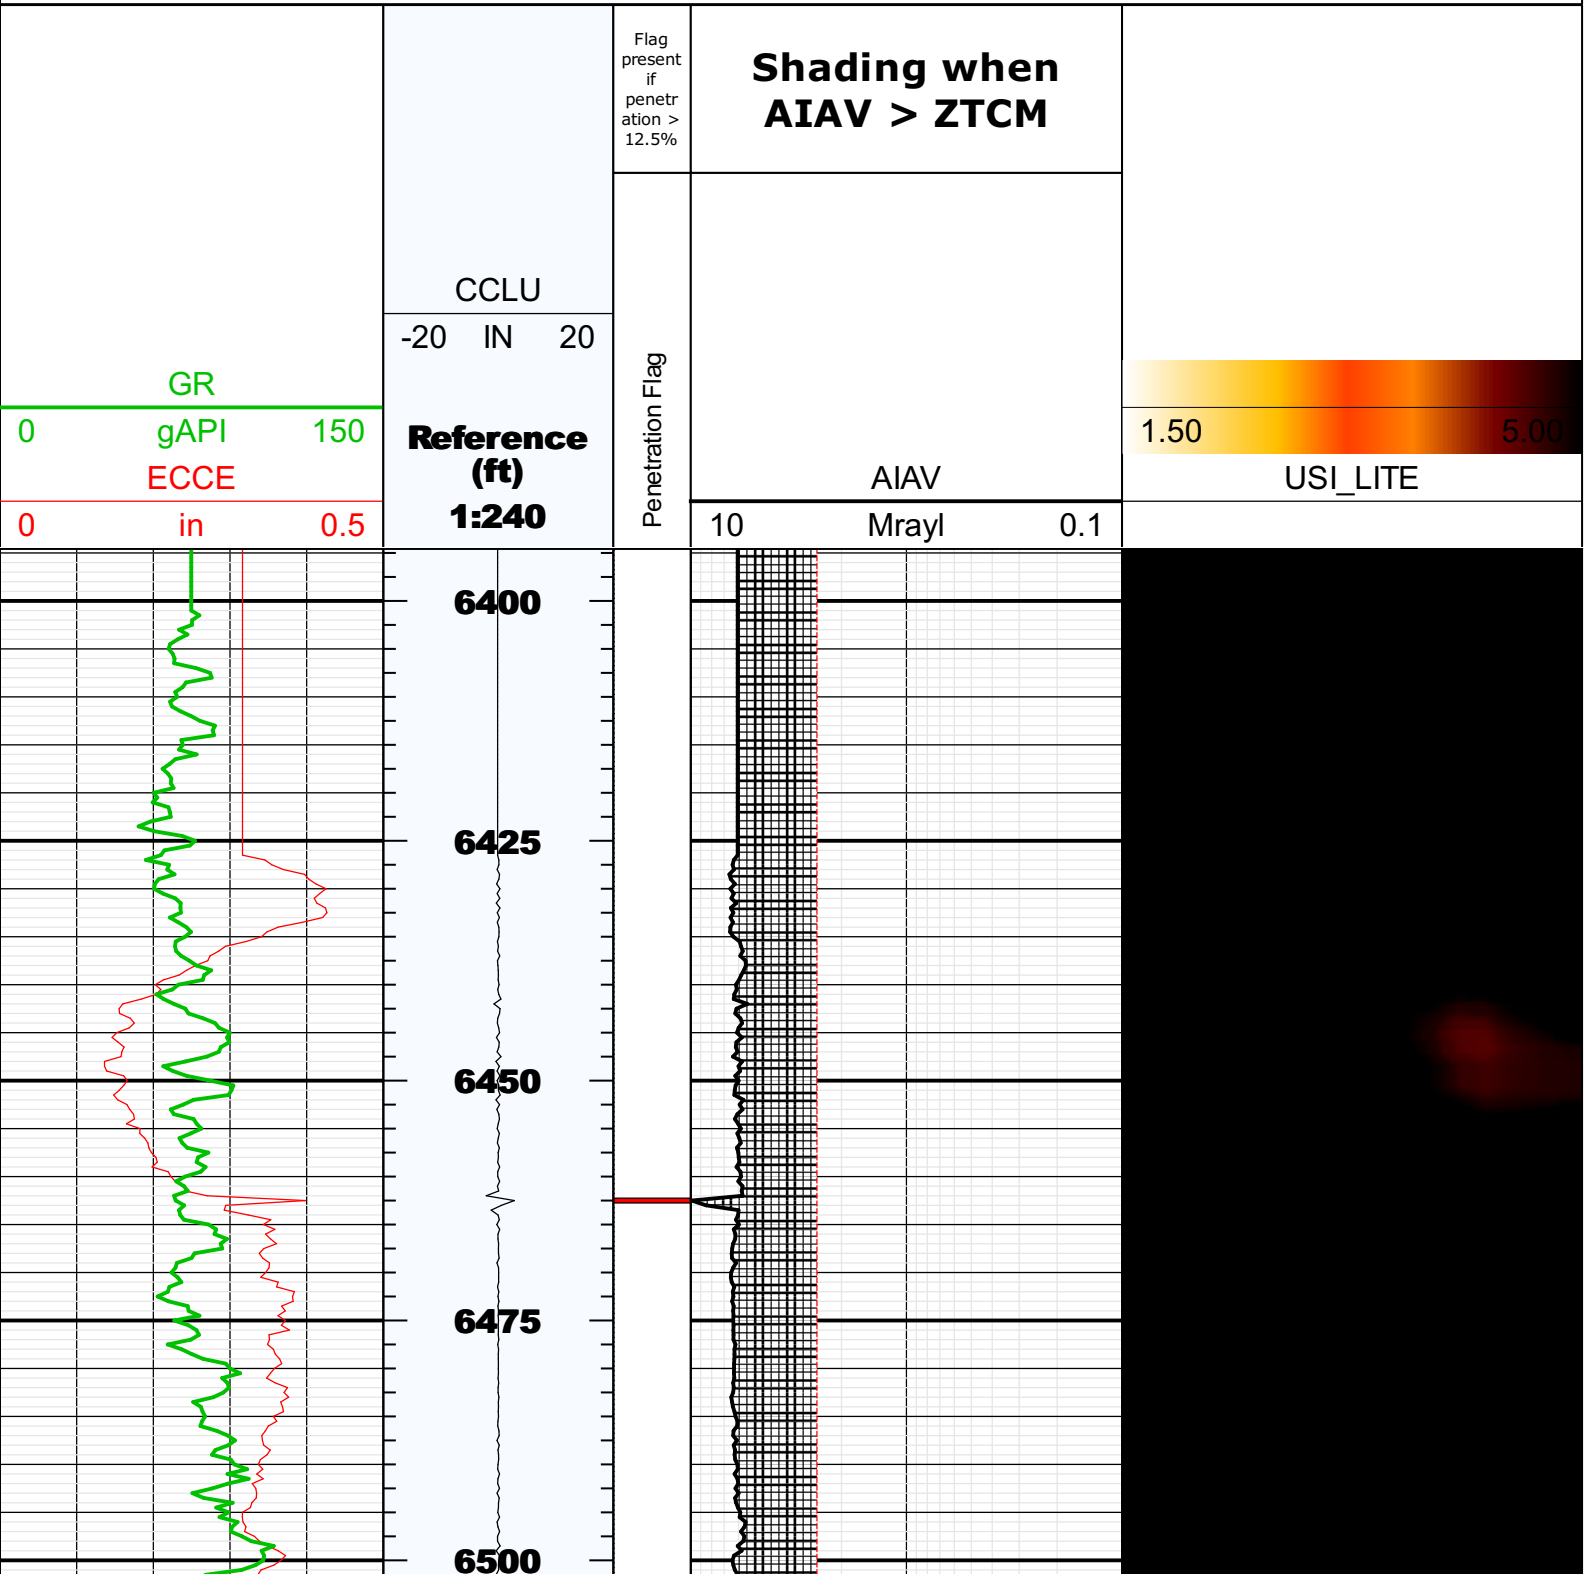 Flag
present
if
penetr
ation >
12.5%
Shading when
AIAV > ZTCM
CCLU
-20 IN 20
GR
0 gAPI 150
ECCE
0 in 0.5
Reference
(ft)
1:240
Penetration Flag
AIAV
10 Mrayl 0.1
1.50 5.00
USI_LITE
6400
6425
6450
6475
6500